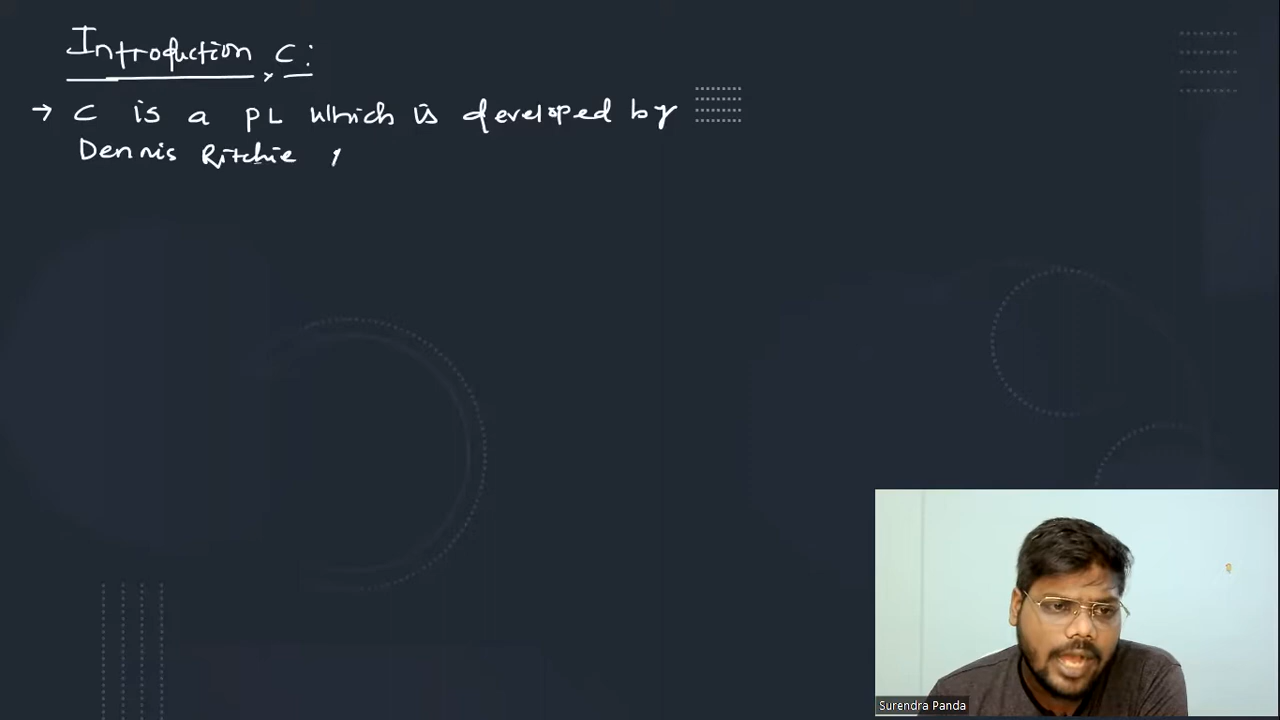 Introduction C:
→ C is a PL which is developed by
Dennis Ritchie
Surendra Panda